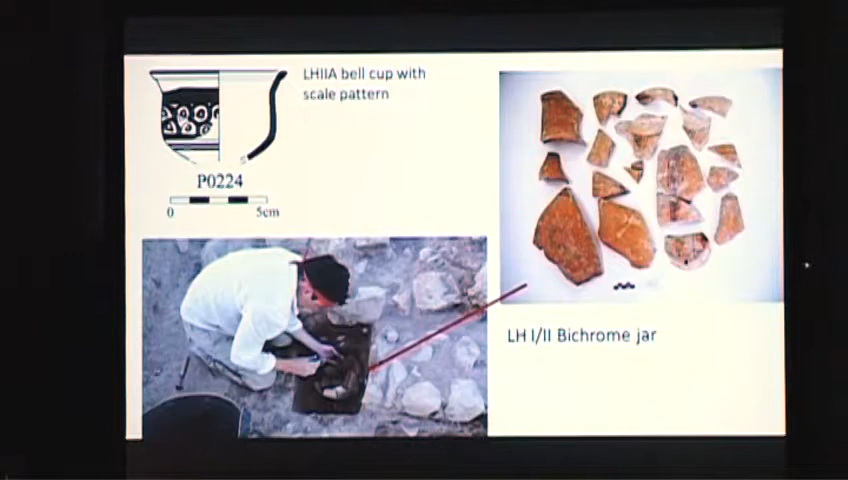 LHIIA bell cup with
scale pattern
P0224
0 5cm
LH I/II Bichrome jar